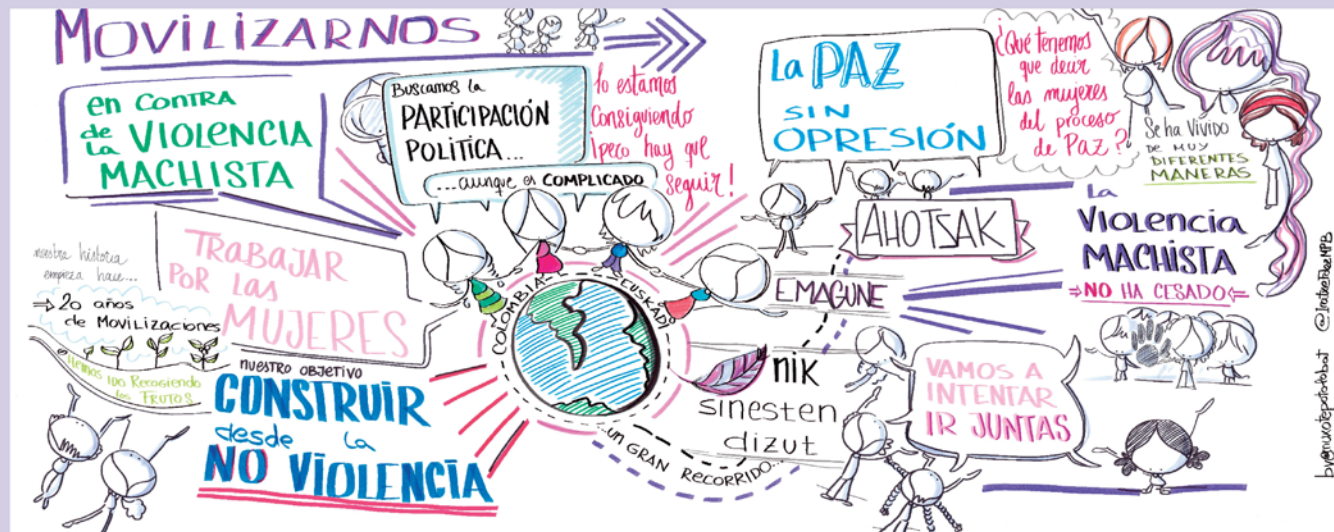 MOVILIZARNOS
en CONTRA
de
la VIOLENCIA
MACHISTA
BUSCAMOS la
PARTICIPACIÓN
POLÍTICA...
...aunque es COMPLICADO
lo estamos
Consiguiendo
¡pero hay que
seguir!
La PAZ
SIN
OPRESIÓN
¿Qué tenemos
que decir
las mujeres
del proceso
de Paz?
Se ha Vivido
DE MUY
DIFERENTES
MANERAS
nuestra historia
empieza hace...
⇒ 20 años
de MOVILIZACIONES
Hemos IDO Recogiendo
los FRUTOS
TRABAJAR
POR las
MUJERES
NUESTRO OBJETIVO
CONSTRUIR
desde la
NO VIOLENCIA
COLOMBIA
EUSKADI
AHOTSAK
EMAGUNE
nik
sinesten
dizut
...UN GRAN RECORRIDO...
La
VIOLENCIA
MACHISTA
⇒NO HA CESADO⇐
VAMOS A
INTENTAR
IR JUNTAS